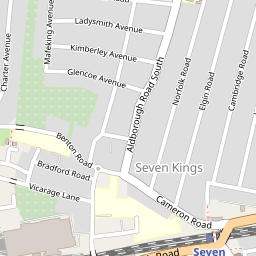 Ladysmith Avenue
Mafeking Avenue
Charter Avenue
Kimberley Avenue
Glencoe Avenue
Aldborough Road South
Norfolk Road
Elgin Road
Cambridge Road
Benton Road
Bradford Road
Seven Kings
Vicarage Lane
Cameron Road
Seven
Road